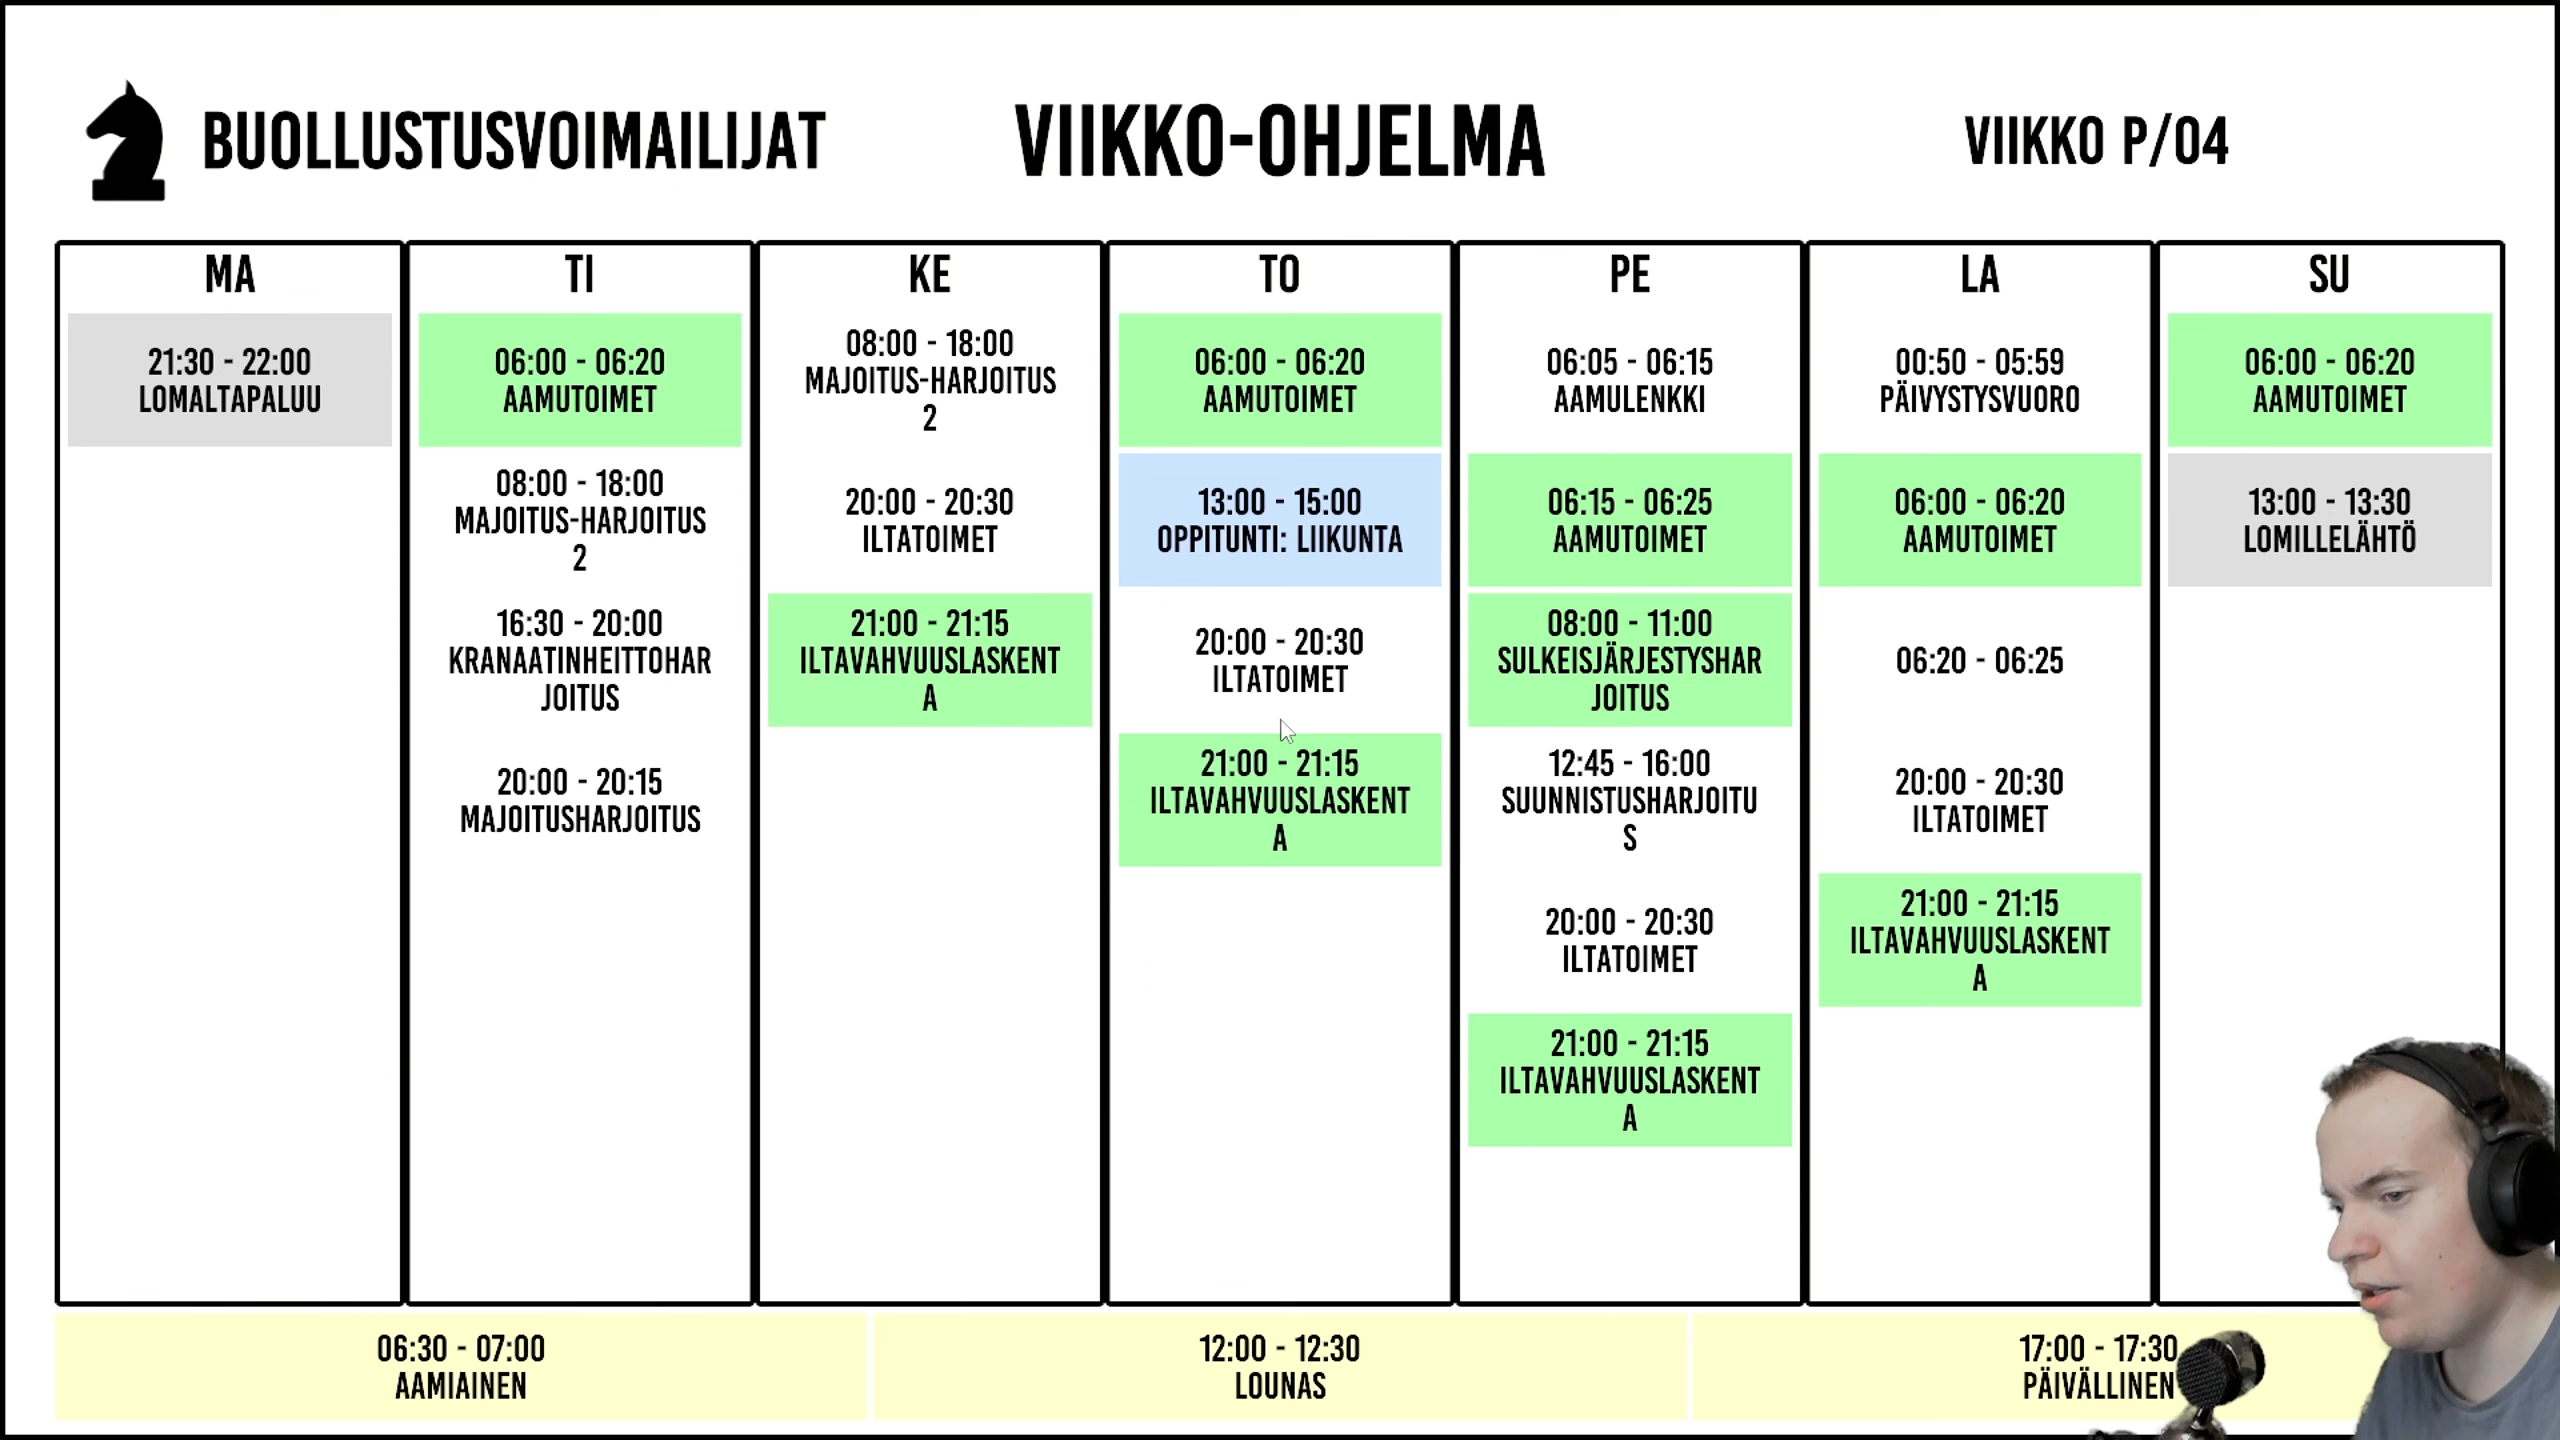 BUOLLUSTUSVOIMAILIJAT
VIIKKO-OHJELMA
VIIKKO P/04
MA
21:30 - 22:00
LOMALTAPALUU
TI
06:00 - 06:20
AAMUTOIMET
08:00 - 18:00
MAJOITUS-HARJOITUS
2
16:30 - 20:00
KRANAATINHEITTOHAR
JOITUS
20:00 - 20:15
MAJOITUSHARJOITUS
KE
08:00 - 18:00
MAJOITUS-HARJOITUS
2
20:00 - 20:30
ILTATOIMET
21:00 - 21:15
ILTAVAHVUUSLASKENT
A
TO
06:00 - 06:20
AAMUTOIMET
13:00 - 15:00
OPPITUNTI: LIIKUNTA
20:00 - 20:30
ILTATOIMET
21:00 - 21:15
ILTAVAHVUUSLASKENT
A
PE
06:05 - 06:15
AAMULENKKI
06:15 - 06:25
AAMUTOIMET
08:00 - 11:00
SULKEISJÄRJESTYSHAR
JOITUS
12:45 - 16:00
SUUNNISTUSHARJOITU
S
20:00 - 20:30
ILTATOIMET
21:00 - 21:15
ILTAVAHVUUSLASKENT
A
LA
00:50 - 05:59
PÄIVYSTYSVUORO
06:00 - 06:20
AAMUTOIMET
06:20 - 06:25
20:00 - 20:30
ILTATOIMET
21:00 - 21:15
ILTAVAHVUUSLASKENT
A
SU
06:00 - 06:20
AAMUTOIMET
13:00 - 13:30
LOMILLELÄHTÖ
06:30 - 07:00
AAMIAINEN
12:00 - 12:30
LOUNAS
17:00 - 17:30
PÄIVÄLLINEN